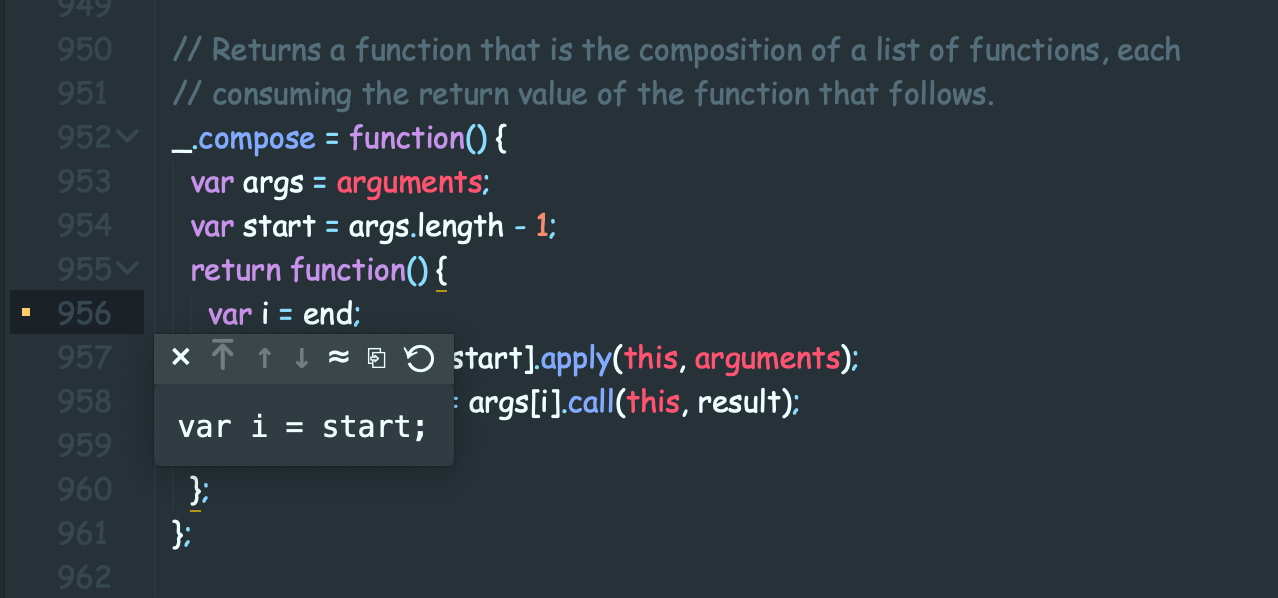 949
950 // Returns a function that is the composition of a list of functions, each
951 // consuming the return value of the function that follows.
952 _.compose = function() {
953 var args = arguments;
954 var start = args.length - 1;
955 return function() {
956 var i = end;
957 start].apply(this, arguments);
958 = args[i].call(this, result);
var i = start;
959
960 };
961 };
962